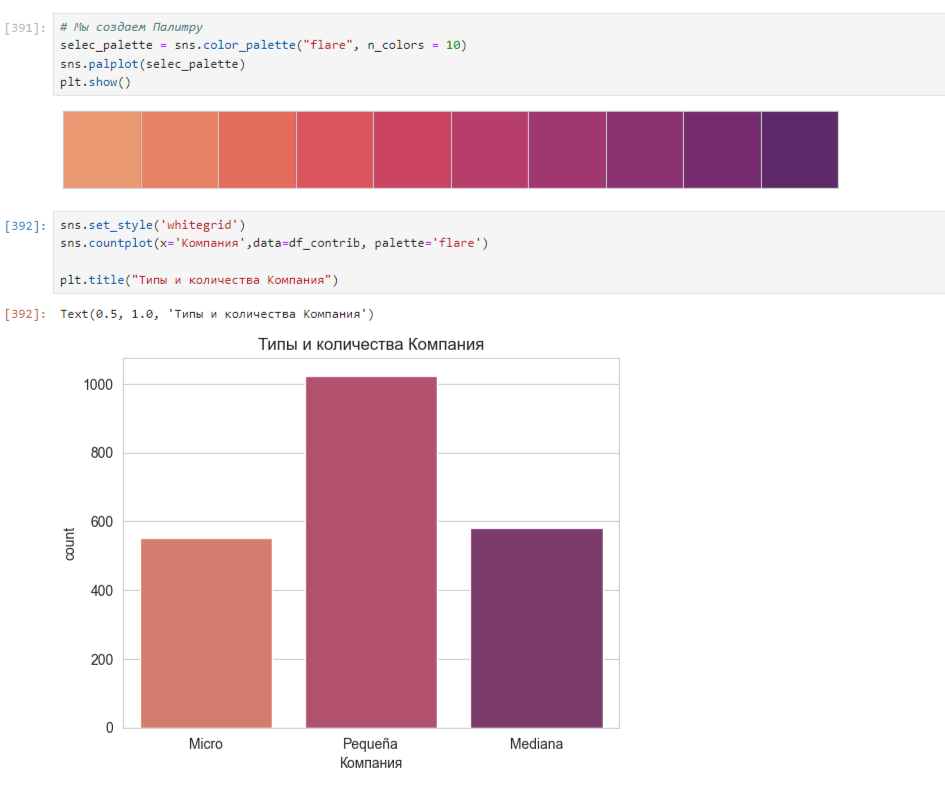 [391]:
# Мы создаем Палитру
selec_palette = sns.color_palette("flare", n_colors = 10)
sns.palplot(selec_palette)
plt.show()
[392]:
sns.set_style('whitegrid')
sns.countplot(x='Компания',data=df_contrib, palette='flare')
plt.title("Типы и количества Компания")
[392]:
Text(0.5, 1.0, 'Типы и количества Компания')
Типы и количества Компания
1000
800
600
400
200
0
count
Micro
Pequeña
Mediana
Компания